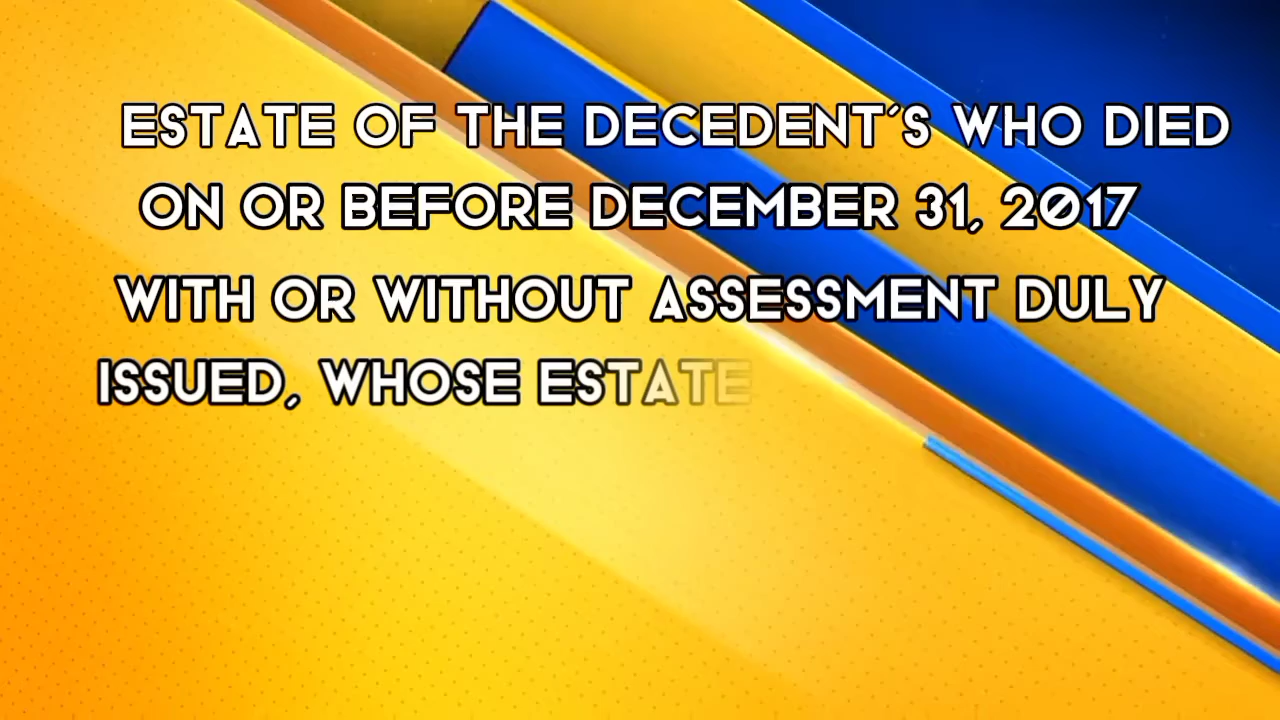 ESTATE OF THE DECEDENT'S WHO DIED
ON OR BEFORE DECEMBER 31, 2017
WITH OR WITHOUT ASSESSMENT DULY
ISSUED, WHOSE ESTATE